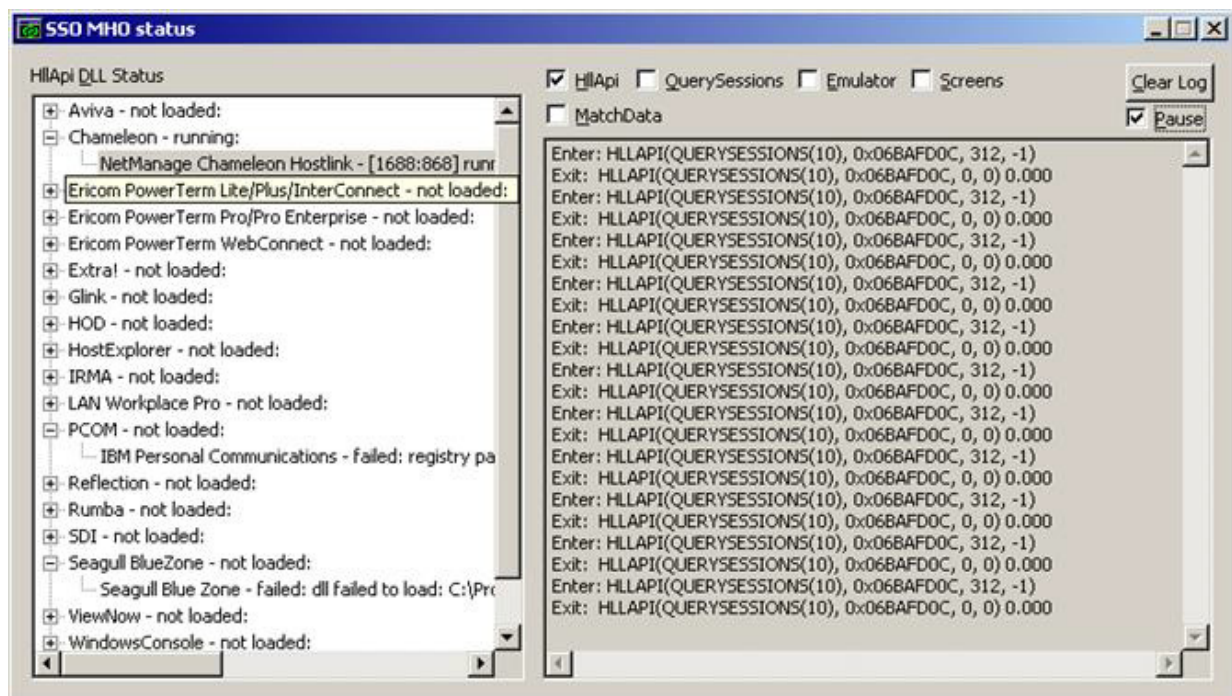 SSO MHO status
HllApi DLL Status
Aviva - not loaded:
Chameleon - running:
NetManage Chameleon Hostlink - [1688:868] runr
Ericom PowerTerm Lite/Plus/InterConnect - not loaded:
Ericom PowerTerm Pro/Pro Enterprise - not loaded:
Ericom PowerTerm WebConnect - not loaded:
Extra! - not loaded:
Glink - not loaded:
HOD - not loaded:
HostExplorer - not loaded:
IRMA - not loaded:
LAN Workplace Pro - not loaded:
PCOM - not loaded:
IBM Personal Communications - failed: registry pa
Reflection - not loaded:
Rumba - not loaded:
SDI - not loaded:
Seagull BlueZone - not loaded:
Seagull Blue Zone - failed: dll failed to load: C:\Pro
ViewNow - not loaded:
WindowsConsole - not loaded:
HllApi QuerySessions Emulator Screens
Clear Log
MatchData
Pause
Enter: HLLAPI(QUERYSESSIONS(10), 0x06BAFD0C, 312, -1)
Exit: HLLAPI(QUERYSESSIONS(10), 0x06BAFD0C, 0, 0) 0.000
Enter: HLLAPI(QUERYSESSIONS(10), 0x06BAFD0C, 312, -1)
Exit: HLLAPI(QUERYSESSIONS(10), 0x06BAFD0C, 0, 0) 0.000
Enter: HLLAPI(QUERYSESSIONS(10), 0x06BAFD0C, 312, -1)
Exit: HLLAPI(QUERYSESSIONS(10), 0x06BAFD0C, 0, 0) 0.000
Enter: HLLAPI(QUERYSESSIONS(10), 0x06BAFD0C, 312, -1)
Exit: HLLAPI(QUERYSESSIONS(10), 0x06BAFD0C, 0, 0) 0.000
Enter: HLLAPI(QUERYSESSIONS(10), 0x06BAFD0C, 312, -1)
Exit: HLLAPI(QUERYSESSIONS(10), 0x06BAFD0C, 0, 0) 0.000
Enter: HLLAPI(QUERYSESSIONS(10), 0x06BAFD0C, 312, -1)
Exit: HLLAPI(QUERYSESSIONS(10), 0x06BAFD0C, 0, 0) 0.000
Enter: HLLAPI(QUERYSESSIONS(10), 0x06BAFD0C, 312, -1)
Exit: HLLAPI(QUERYSESSIONS(10), 0x06BAFD0C, 0, 0) 0.000
Enter: HLLAPI(QUERYSESSIONS(10), 0x06BAFD0C, 312, -1)
Exit: HLLAPI(QUERYSESSIONS(10), 0x06BAFD0C, 0, 0) 0.000
Enter: HLLAPI(QUERYSESSIONS(10), 0x06BAFD0C, 312, -1)
Exit: HLLAPI(QUERYSESSIONS(10), 0x06BAFD0C, 0, 0) 0.000
Enter: HLLAPI(QUERYSESSIONS(10), 0x06BAFD0C, 312, -1)
Exit: HLLAPI(QUERYSESSIONS(10), 0x06BAFD0C, 0, 0) 0.000
Enter: HLLAPI(QUERYSESSIONS(10), 0x06BAFD0C, 312, -1)
Exit: HLLAPI(QUERYSESSIONS(10), 0x06BAFD0C, 0, 0) 0.000